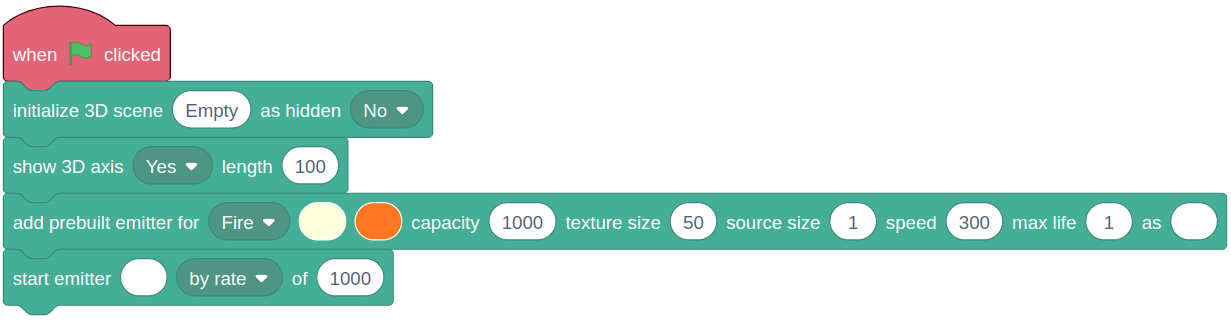 when clicked
initialize 3D scene Empty as hidden No
show 3D axis Yes length 100
add prebuilt emitter for Fire capacity 1000 texture size 50 source size 1 speed 300 max life 1 as
start emitter by rate of 1000